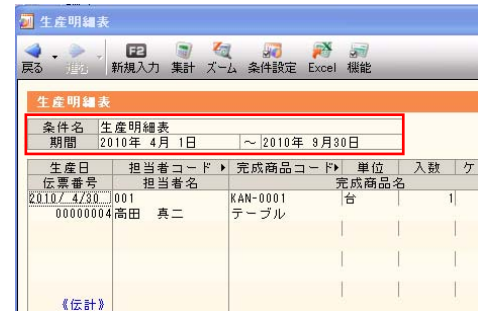 生産明細表
戻る 進む F2 新規入力 集計 ズーム 条件設定 Excel 機能
生産明細表
条件名 生産明細表
期間 2010年 4月 1日 ～ 2010年 9月30日
生産日 担当者コード 完成商品コード 単位 入数 ケ
伝票番号 担当者名 完成商品名
2010/ 4/30 001 KAN-0001 台 1
00000004 高田 真二 テーブル
《伝計》